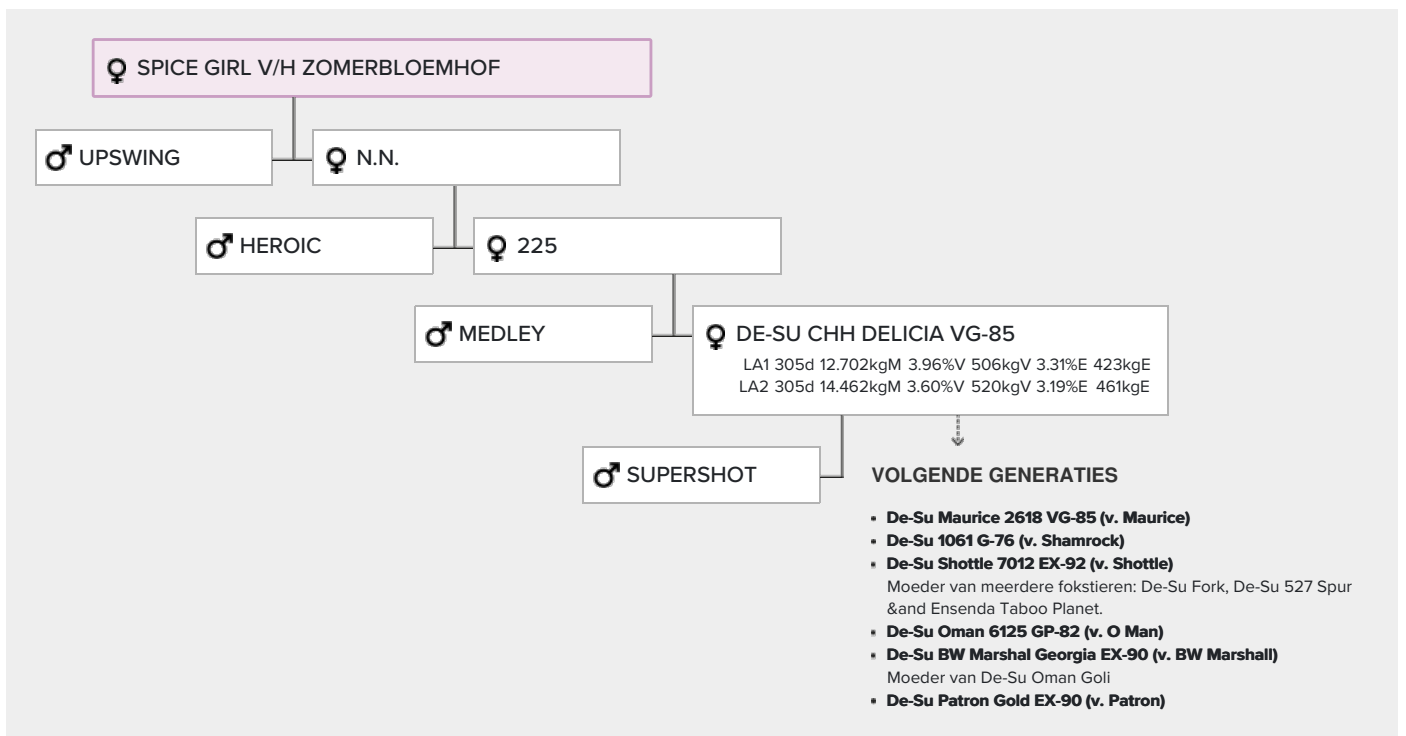 SPICE GIRL V/H ZOMERBLOEMHOF
UPSWING
N.N.
HEROIC
225
MEDLEY
DE-SU CHH DELICIA VG-85
LA1 305d 12.702kgM 3.96%V 506kgV 3.31%E 423kgE
LA2 305d 14.462kgM 3.60%V 520kgV 3.19%E 461kgE
SUPERSHOT
VOLGENDE GENERATIES
De-Su Maurice 2618 VG-85 (v. Maurice)
De-Su 1061 G-76 (v. Shamrock)
De-Su Shottle 7012 EX-92 (v. Shottle)
Moeder van meerdere fokstieren: De-Su Fork, De-Su 527 Spur
&and Ensenda Taboo Planet.
De-Su Oman 6125 GP-82 (v. O Man)
De-Su BW Marshal Georgia EX-90 (v. BW Marshall)
Moeder van De-Su Oman Goli
De-Su Patron Gold EX-90 (v. Patron)